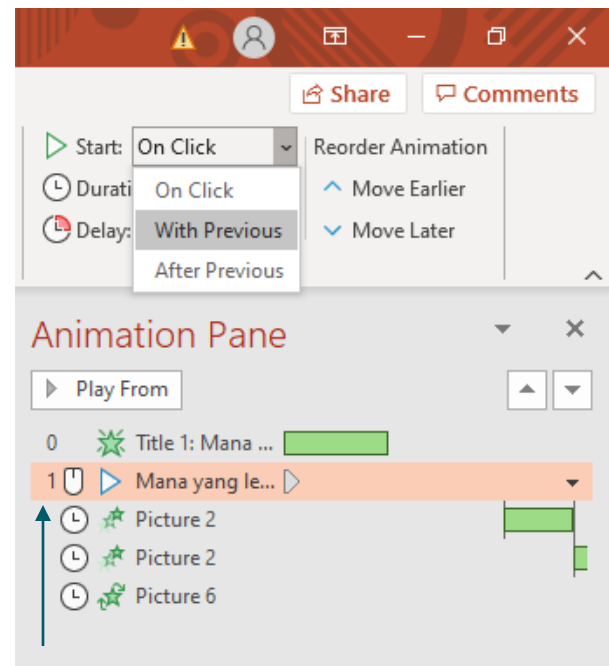 Share Comments
Start: On Click Reorder Animation
Durati On Click Move Earlier
Delay: With Previous Move Later
After Previous
Animation Pane
Play From
0 Title 1: Mana ...
1 Mana yang le...
Picture 2
Picture 2
Picture 6